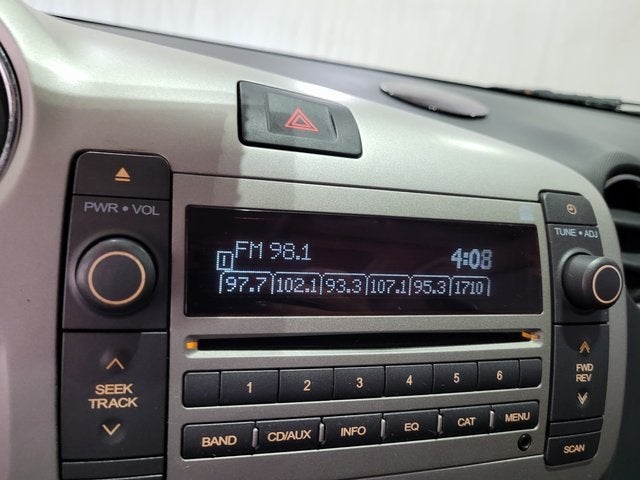 PWR • VOL
TUNE • ADJ
FM 98.1
4:08
1
97.7 102.1 93.3 107.1 95.3 1710
SEEK
TRACK
1 2 3 4 5 6
FWD
REV
BAND CD/AUX INFO EQ CAT MENU
SCAN